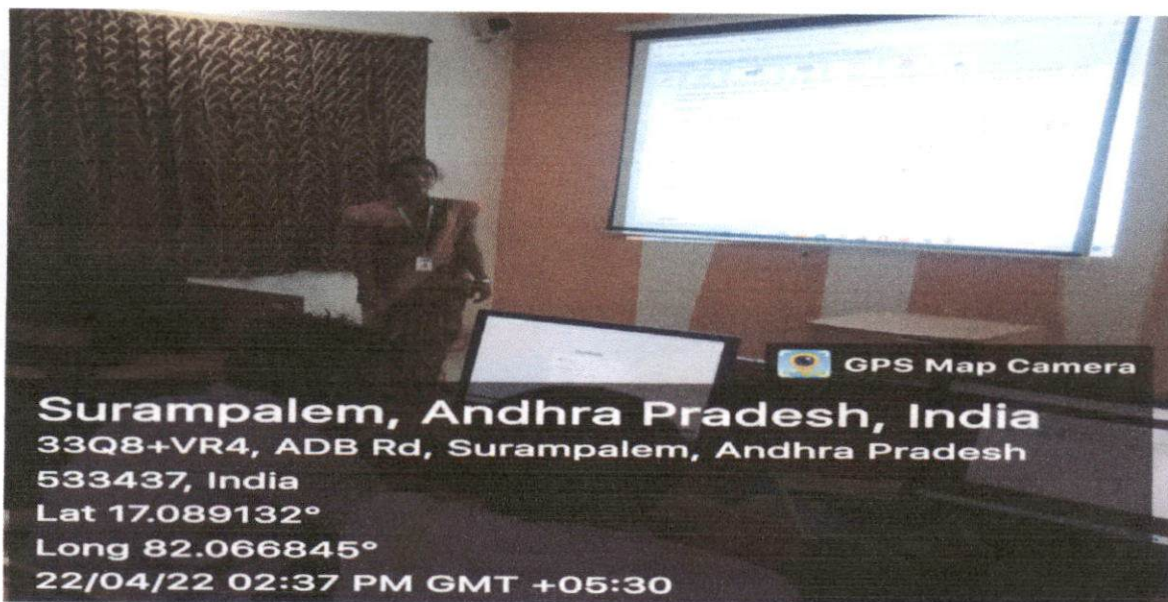 GPS Map Camera
Surampalem, Andhra Pradesh, India
33Q8+VR4, ADB Rd, Surampalem, Andhra Pradesh
533437, India
Lat 17.089132°
Long 82.066845°
22/04/22 02:37 PM GMT +05:30